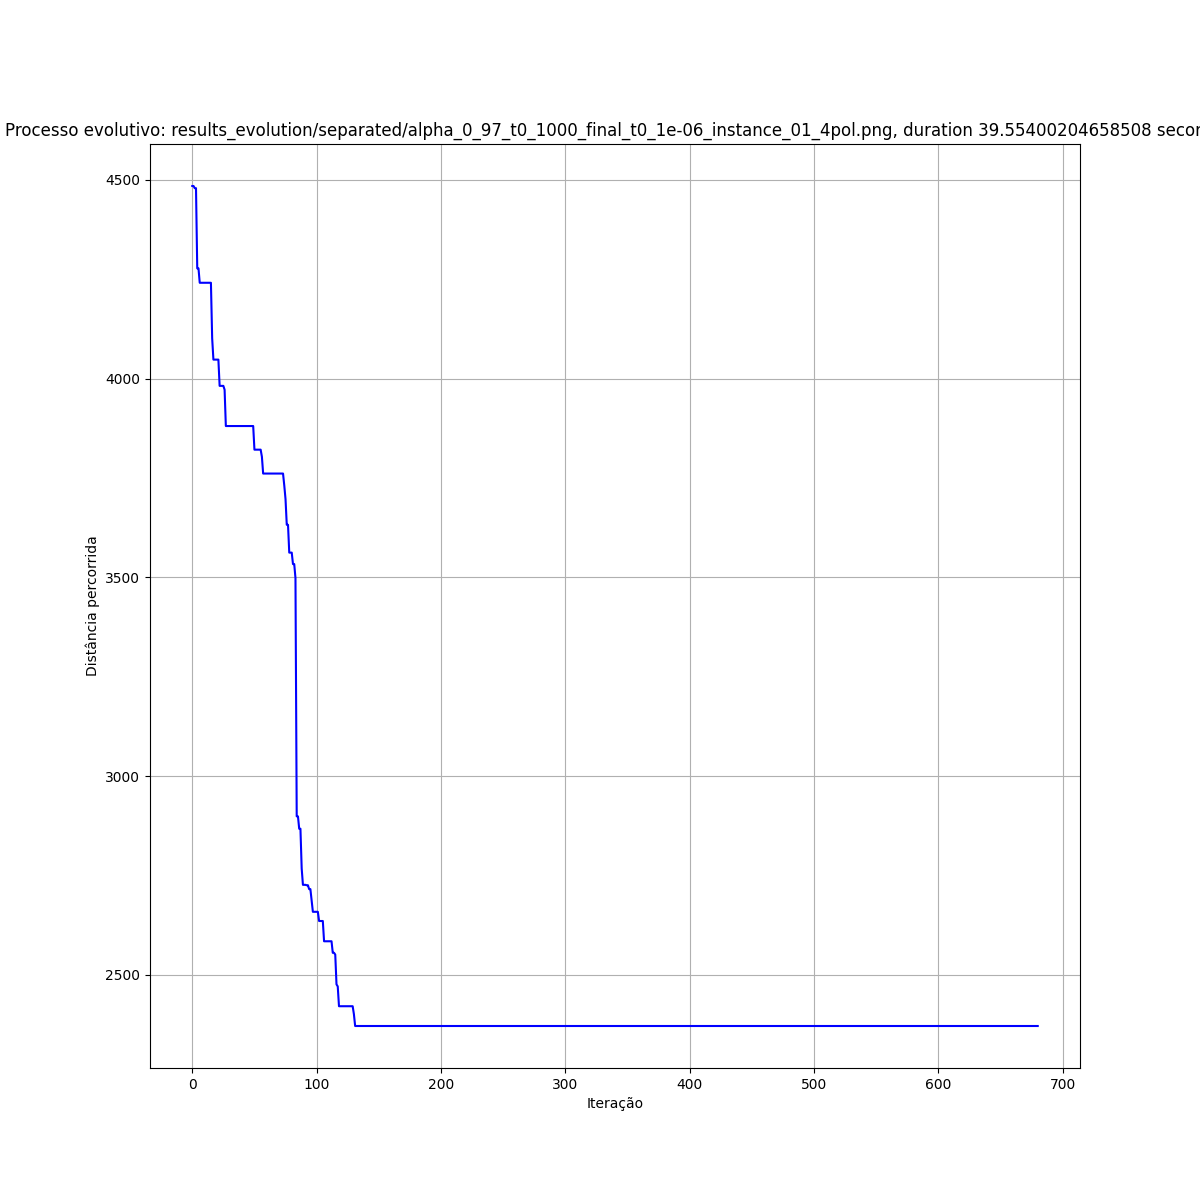 Processo evolutivo: results_evolution/separated/alpha_0_97_t0_1000_final_t0_1e-06_instance_01_4pol.png, duration 39.55400204658508 secor
4500
4000
3500
3000
2500
Distância percorrida
0 100 200 300 400 500 600 700
Iteração